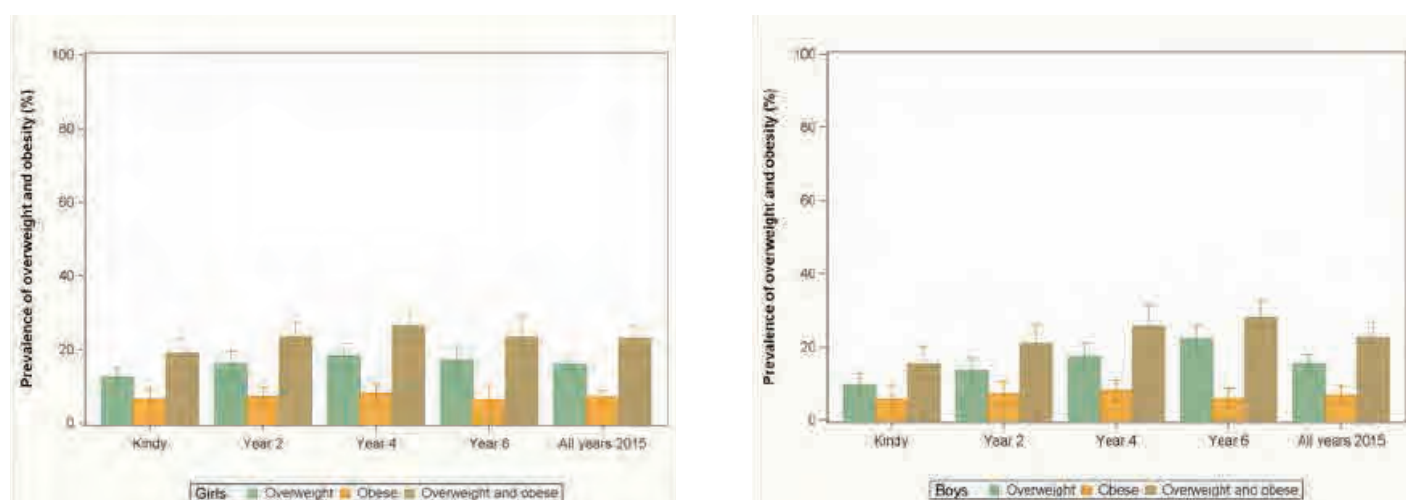 Prevalence of overweight and obesity (%)
100
80
60
40
20
0
Kindy Year 2 Year 4 Year 6 All years 2015
Girls Overweight Obese Overweight and obese
Prevalence of overweight and obesity (%)
100
80
60
40
20
0
Kindy Year 2 Year 4 Year 6 All years 2015
Boys Overweight Obese Overweight and obese